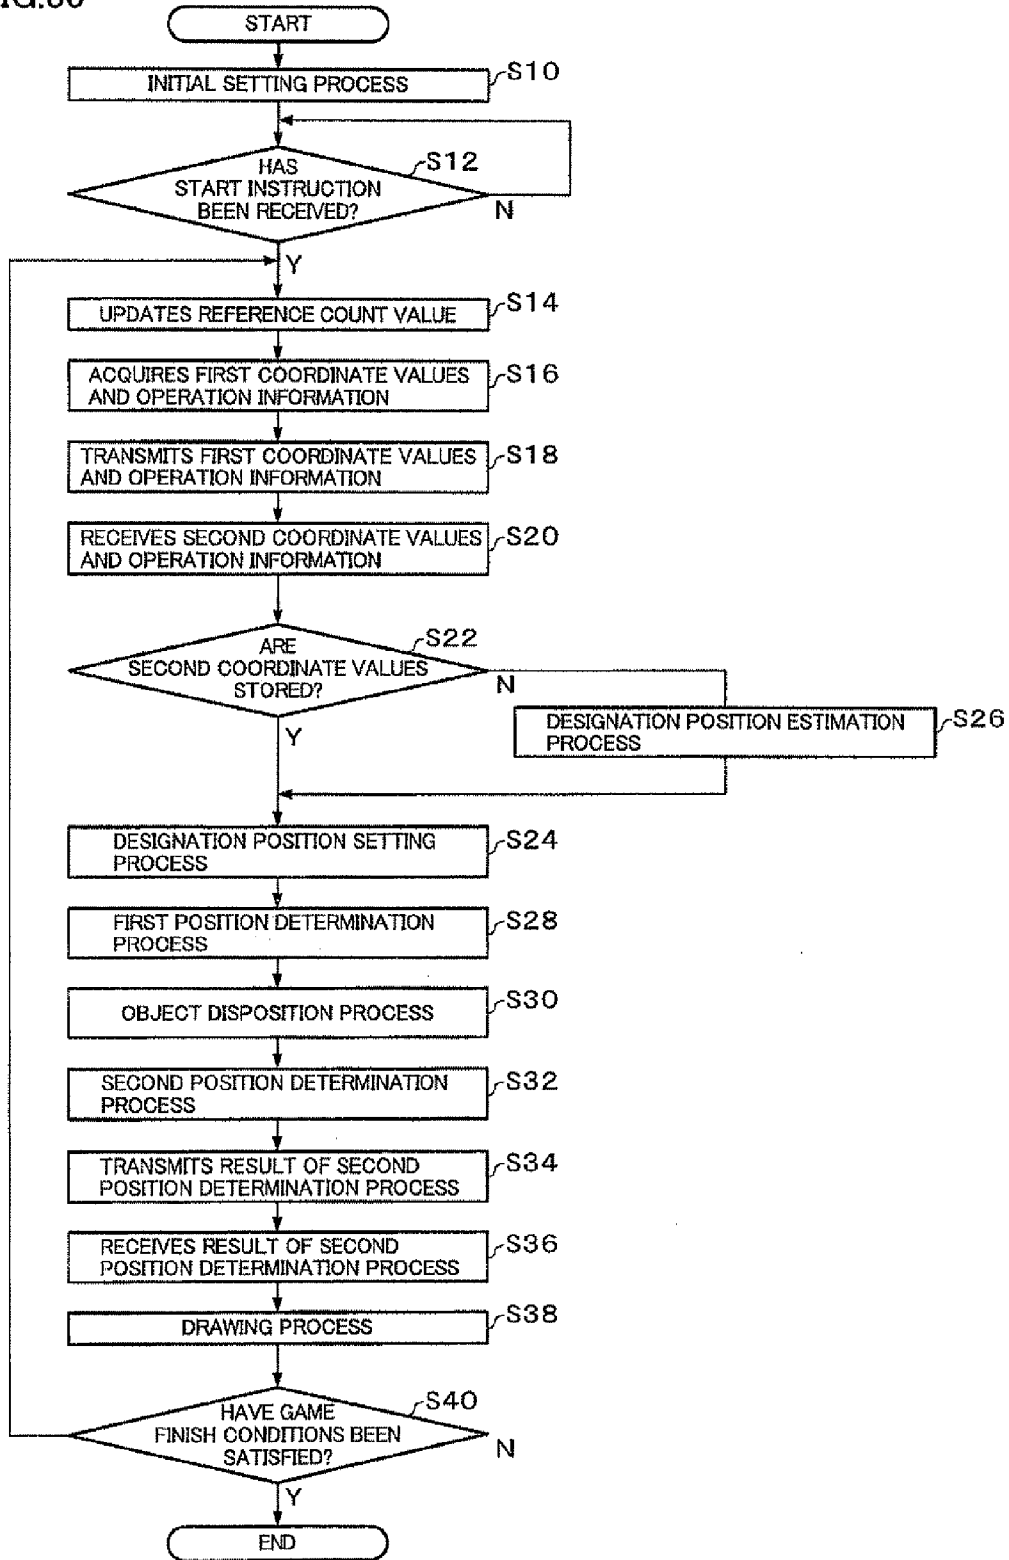 START
INITIAL SETTING PROCESS
S10
HAS
START INSTRUCTION
BEEN RECEIVED?
S12
N
Y
UPDATES REFERENCE COUNT VALUE
S14
ACQUIRES FIRST COORDINATE VALUES
AND OPERATION INFORMATION
S16
TRANSMITS FIRST COORDINATE VALUES
AND OPERATION INFORMATION
S18
RECEIVES SECOND COORDINATE VALUES
AND OPERATION INFORMATION
S20
ARE
SECOND COORDINATE VALUES
STORED?
S22
N
Y
DESIGNATION POSITION ESTIMATION
PROCESS
S26
DESIGNATION POSITION SETTING
PROCESS
S24
FIRST POSITION DETERMINATION
PROCESS
S28
OBJECT DISPOSITION PROCESS
S30
SECOND POSITION DETERMINATION
PROCESS
S32
TRANSMITS RESULT OF SECOND
POSITION DETERMINATION PROCESS
S34
RECEIVES RESULT OF SECOND
POSITION DETERMINATION PROCESS
S36
DRAWING PROCESS
S38
HAVE GAME
FINISH CONDITIONS BEEN
SATISFIED?
S40
N
Y
END